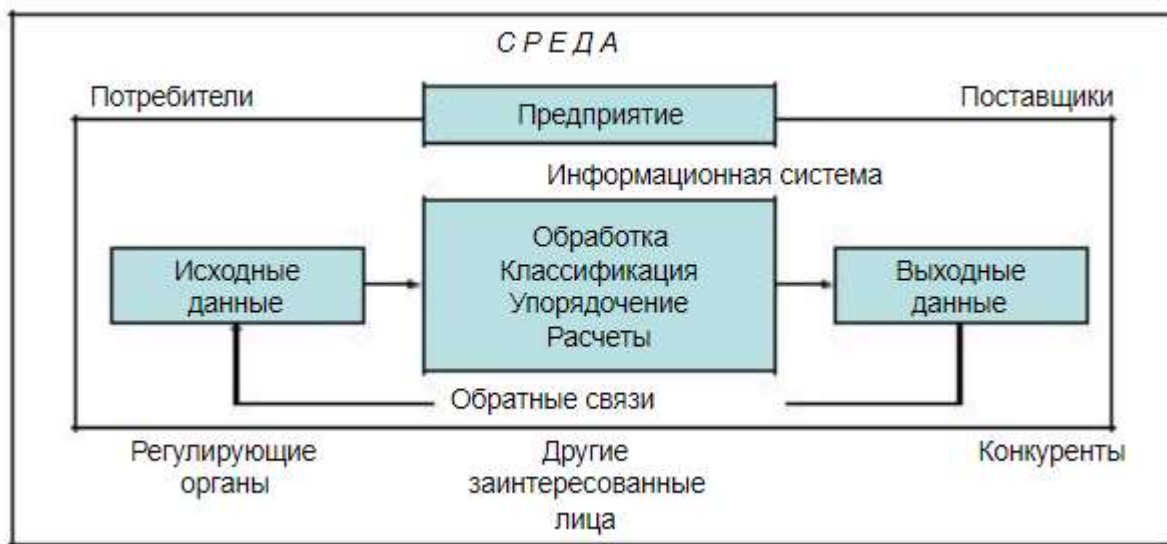 С Р Е Д А
Потребители
Предприятие
Поставщики
Информационная система
Исходные
данные
Обработка
Классификация
Упорядочение
Расчеты
Выходные
данные
Обратные связи
Регулирующие
органы
Другие
заинтересованные
лица
Конкуренты